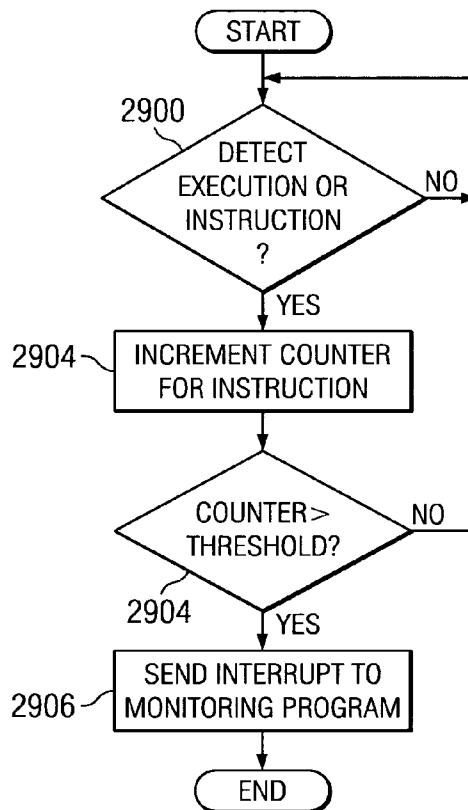 START
2900
DETECT
EXECUTION OR
INSTRUCTION
?
NO
YES
2904
INCREMENT COUNTER
FOR INSTRUCTION
COUNTER>
THRESHOLD?
NO
2904
YES
2906
SEND INTERRUPT TO
MONITORING PROGRAM
END